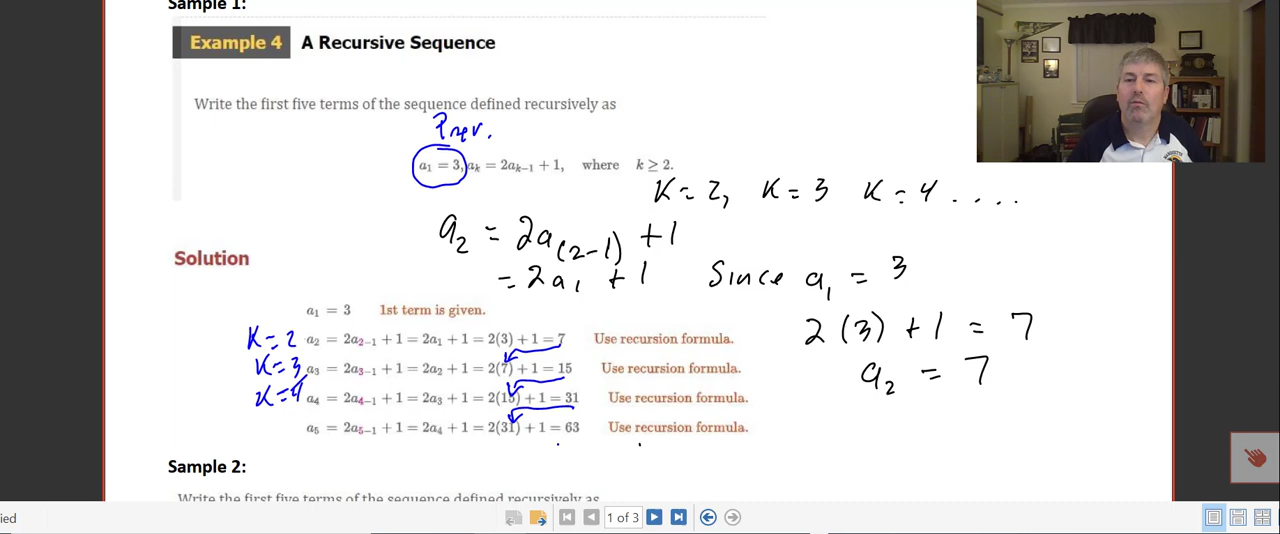 Sample 1:
Example 4 A Recursive Sequence
Write the first five terms of the sequence defined recursively as
Prev.
a₁ = 3, aₖ = 2aₖ₋₁ + 1, where k ≥ 2.
K = 2, K = 3 K = 4 ....
a₂ = 2a₍₂₋₁₎ + 1
= 2a₁ + 1 Since a₁ = 3
2(3) + 1 = 7
a₂ = 7
Solution
a₁ = 3 1st term is given.
K = 2 a₂ = 2a₂₋₁ + 1 = 2a₁ + 1 = 2(3) + 1 = 7 Use recursion formula.
K = 3 a₃ = 2a₃₋₁ + 1 = 2a₂ + 1 = 2(7) + 1 = 15 Use recursion formula.
K = 4 a₄ = 2a₄₋₁ + 1 = 2a₃ + 1 = 2(15) + 1 = 31 Use recursion formula.
a₅ = 2a₅₋₁ + 1 = 2a₄ + 1 = 2(31) + 1 = 63 Use recursion formula.
Sample 2:
Write the first five terms of the sequence defined recursively as
ied
1 of 3